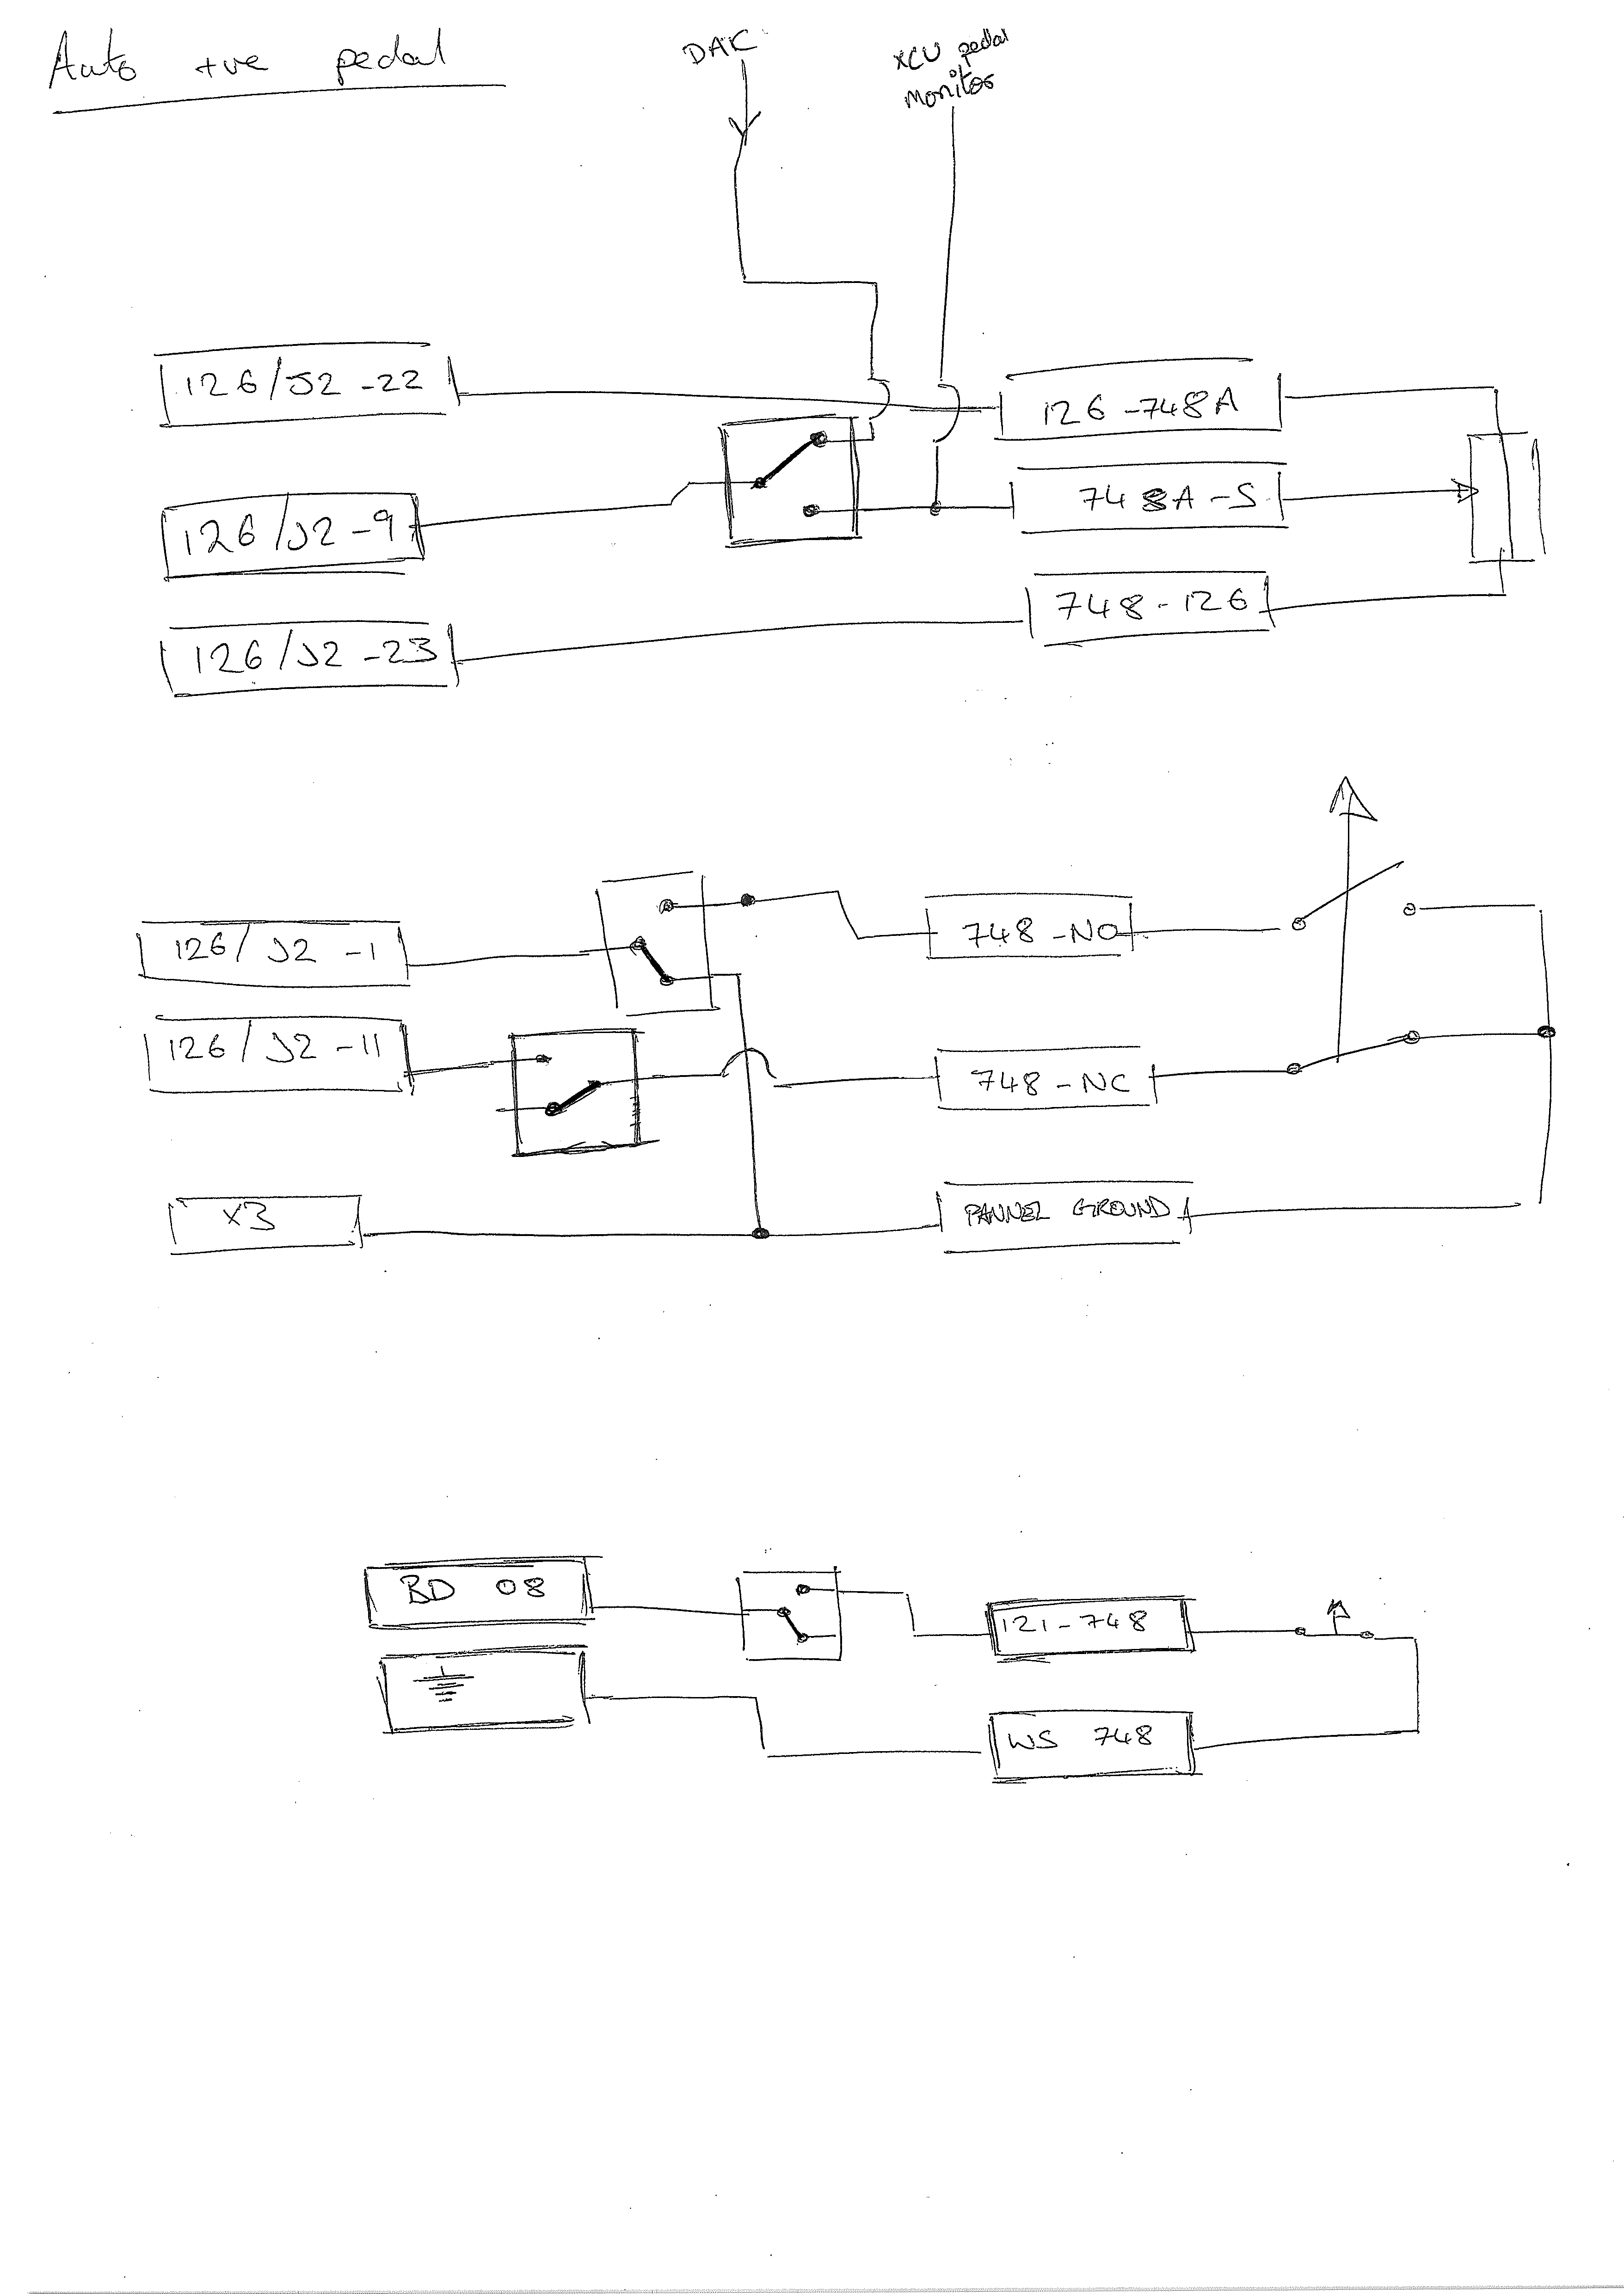 Auto +ve pedal
DAC
XCU pedal
monitor
126/J2-22
126-748A
748A-S
126/J2-9
748-126
126/J2-23
126/J2-1
748-NO
126/J2-11
748-NC
X3
PANNEL GROUND
BD 08
121-748
WS 748